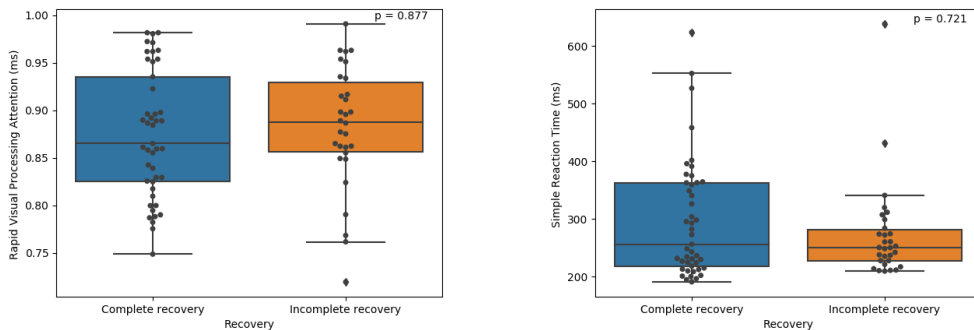 p = 0.877
Rapid Visual Processing Attention (ms)
1.00
0.95
0.90
0.85
0.80
0.75
Complete recovery
Incomplete recovery
Recovery
p = 0.721
Simple Reaction Time (ms)
600
500
400
300
200
Complete recovery
Incomplete recovery
Recovery